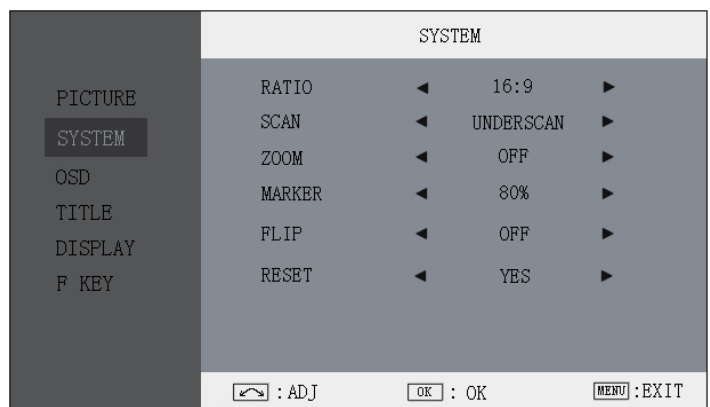 SYSTEM
PICTURE
SYSTEM
OSD
TITLE
DISPLAY
F KEY
RATIO ◄ 16:9 ►
SCAN ◄ UNDERSCAN ►
ZOOM ◄ OFF ►
MARKER ◄ 80% ►
FLIP ◄ OFF ►
RESET ◄ YES ►
:ADJ OK : OK MENU :EXIT